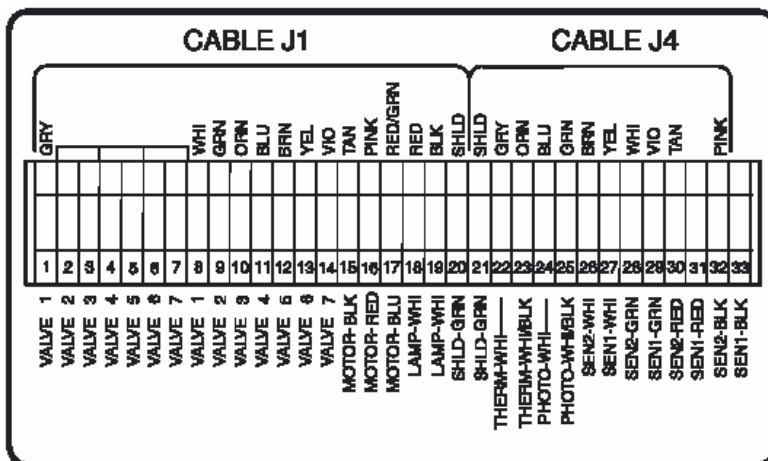 CABLE J1
CABLE J4
GRY
WHI
GRN
ORN
BLU
BRN
YEL
VIO
TAN
PINK
RED/GRN
RED
BLK
SHLD
SHLD
GRY
ORN
BLU
GRN
BRN
YEL
WHI
VIO
TAN
PINK
1 2 3 4 5 6 7 8 9 10 11 12 13 14 15 16 17 18 19 20 21 22 23 24 25 26 27 28 29 30 31 32 33
VALVE 1
VALVE 2
VALVE 3
VALVE 4
VALVE 5
VALVE 6
VALVE 7
VALVE 1
VALVE 2
VALVE 3
VALVE 4
VALVE 5
VALVE 6
VALVE 7
MOTOR-BLK
MOTOR-RED
MOTOR-BLU
LAMP-WHI
LAMP-WHI
SHLD-GRN
SHLD-GRN
THERM-WHI
THERM-WHI/BLK
PHOTO-WHI
PHOTO-WHI/BLK
SEN2-WHI
SEN1-WHI
SEN2-GRN
SEN1-GRN
SEN2-RED
SEN1-RED
SEN2-BLK
SEN1-BLK